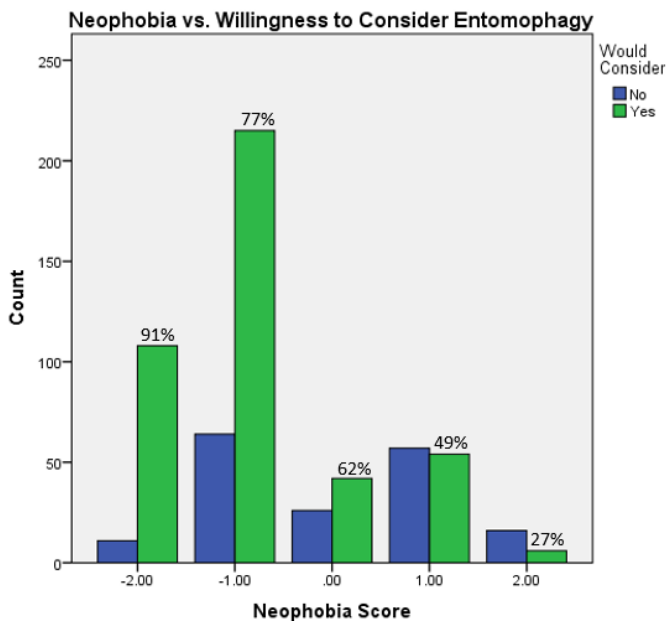 Neophobia vs. Willingness to Consider Entomophagy
Would
Consider
No
Yes
250
200
150
100
50
0
Count
91%
77%
62%
49%
27%
-2.00
-1.00
.00
1.00
2.00
Neophobia Score